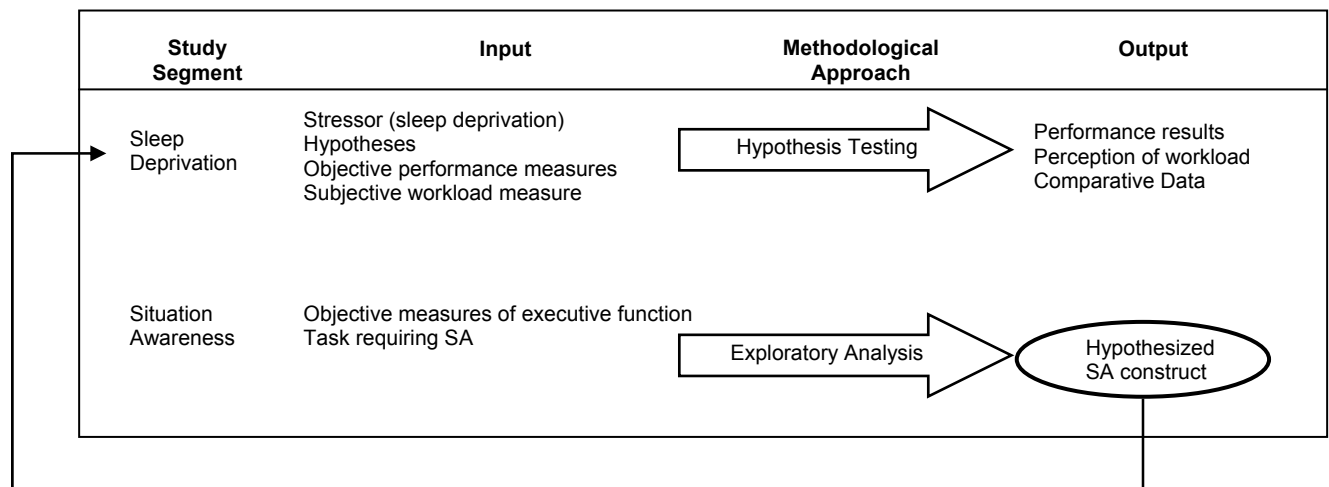 Study
Segment
Input
Methodological
Approach
Output
Sleep
Deprivation
Stressor (sleep deprivation)
Hypotheses
Objective performance measures
Subjective workload measure
Hypothesis Testing
Performance results
Perception of workload
Comparative Data
Situation
Awareness
Objective measures of executive function
Task requiring SA
Exploratory Analysis
Hypothesized
SA construct